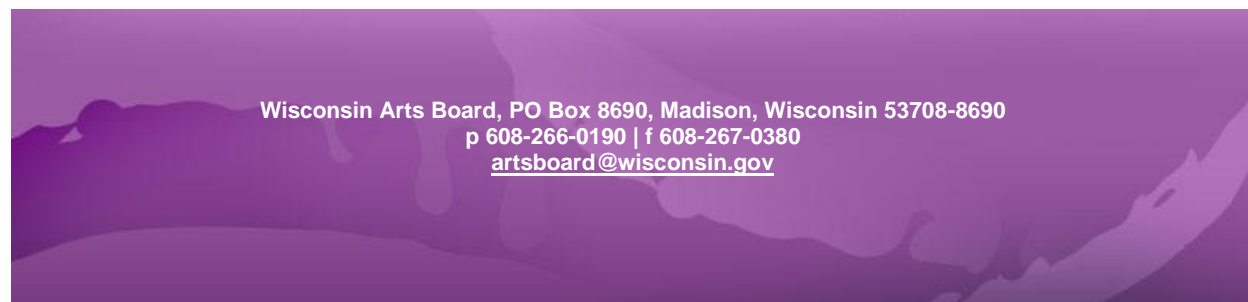 Wisconsin Arts Board, PO Box 8690, Madison, Wisconsin 53708-8690
p 608-266-0190 | f 608-267-0380
artsboard@wisconsin.gov